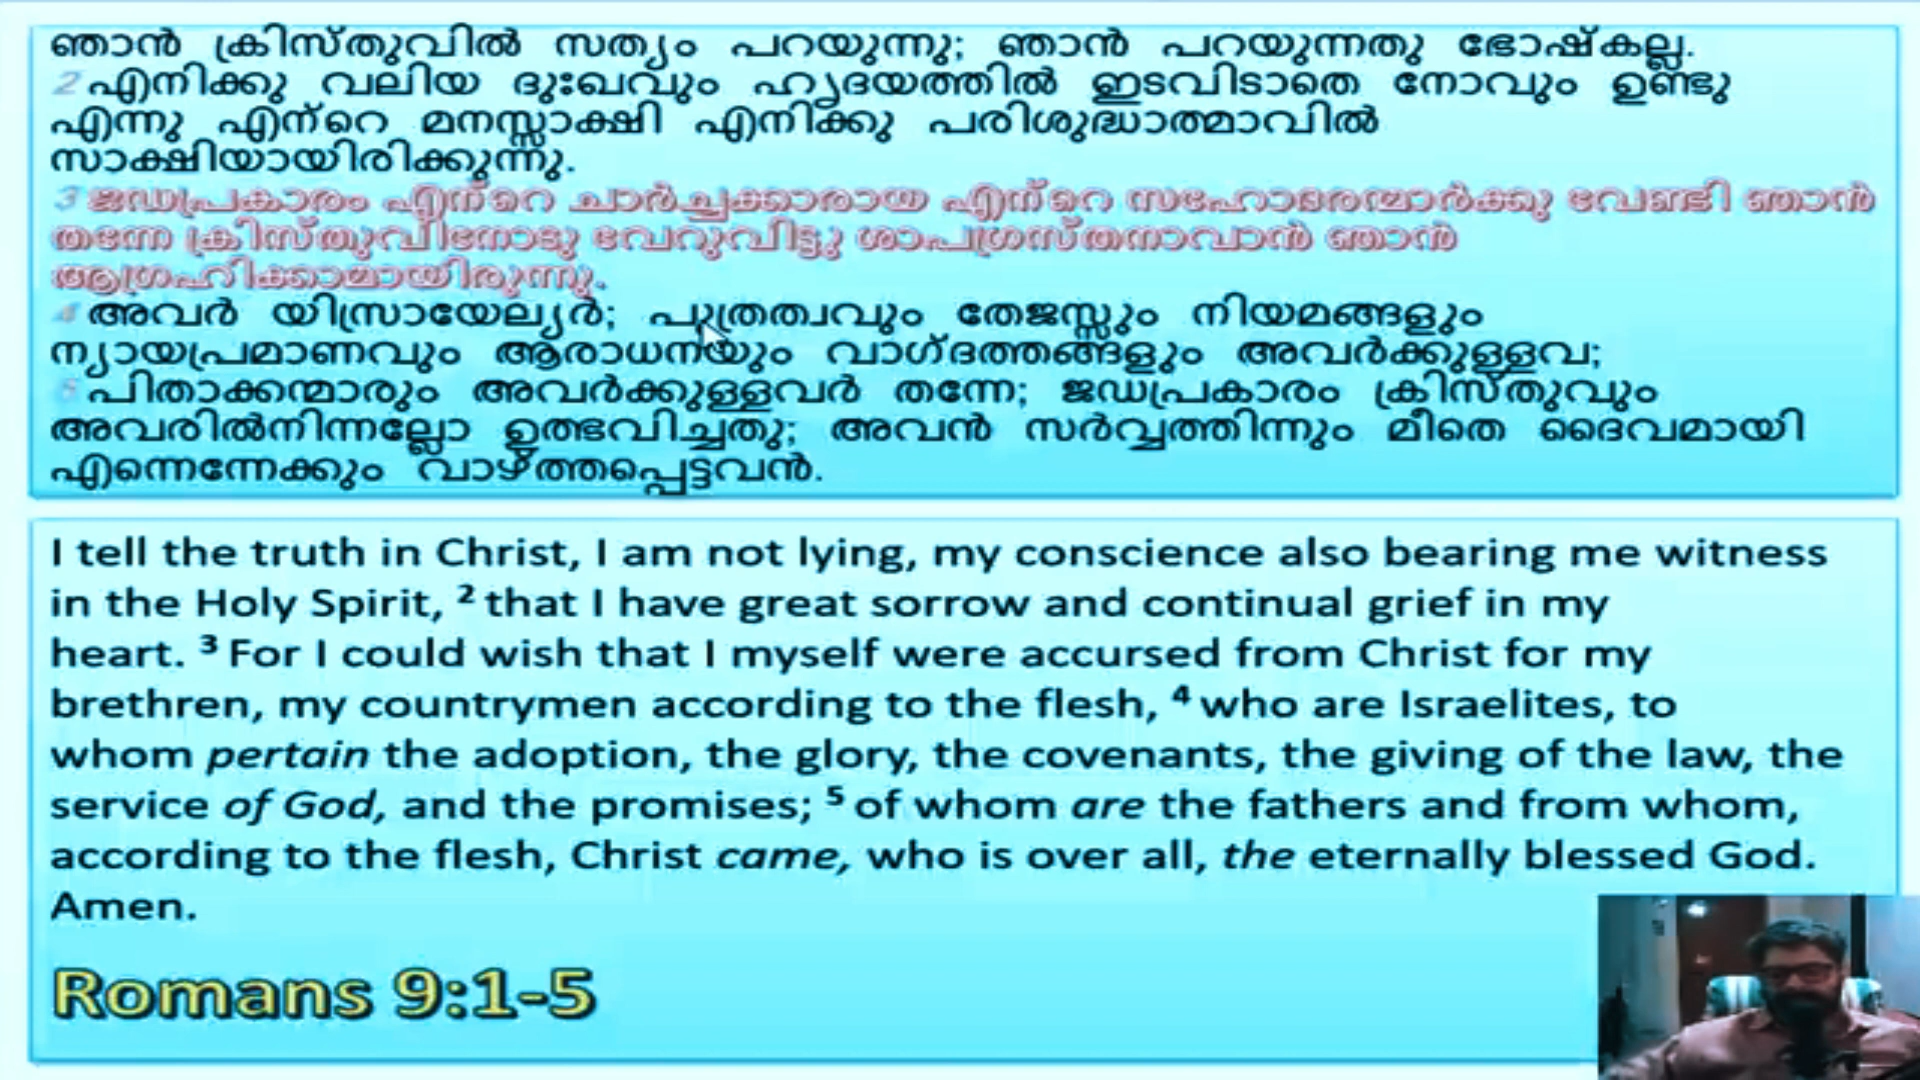 ഞാൻ ക്രിസ്തുവിൽ സത്യം പറയുന്നു; ഞാൻ പറയുന്നതു ഭോഷ്കല്ല.
2 എനിക്കു വലിയ ദുഃഖവും ഹൃദയത്തിൽ ഇടവിടാതെ നോവും ഉണ്ടു
എന്നു എന്റെ മനസ്സാക്ഷി എനിക്കു പരിശുദ്ധാത്മാവിൽ
സാക്ഷിയായിരിക്കുന്നു.
3 ജഡപ്രകാരം എന്റെ ചാർച്ചക്കാരായ എന്റെ സഹോദരന്മാർക്കു വേണ്ടി ഞാൻ
തന്നേ ക്രിസ്തുവിനോടു വേറുവിട്ടു ശാപഗ്രസ്തനാവാൻ ഞാൻ
ആഗ്രഹിക്കാമായിരുന്നു.
4 അവർ യിസ്രായേല്യർ; പുത്രത്വവും തേജസ്സും നിയമങ്ങളും
ന്യായപ്രമാണവും ആരാധനയും വാഗ്ദത്തങ്ങളും അവർക്കുള്ളവ;
5 പിതാക്കന്മാരും അവർക്കുള്ളവർ തന്നേ; ജഡപ്രകാരം ക്രിസ്തുവും
അവരിൽനിന്നല്ലോ ഉത്ഭവിച്ചതു; അവൻ സർവ്വത്തിന്നും മീതെ ദൈവമായി
എന്നെന്നേക്കും വാഴ്ത്തപ്പെട്ടവൻ.
I tell the truth in Christ, I am not lying, my conscience also bearing me witness
in the Holy Spirit, ² that I have great sorrow and continual grief in my
heart. ³ For I could wish that I myself were accursed from Christ for my
brethren, my countrymen according to the flesh, ⁴ who are Israelites, to
whom pertain the adoption, the glory, the covenants, the giving of the law, the
service of God, and the promises; ⁵ of whom are the fathers and from whom,
according to the flesh, Christ came, who is over all, the eternally blessed God.
Amen.
Romans 9:1-5